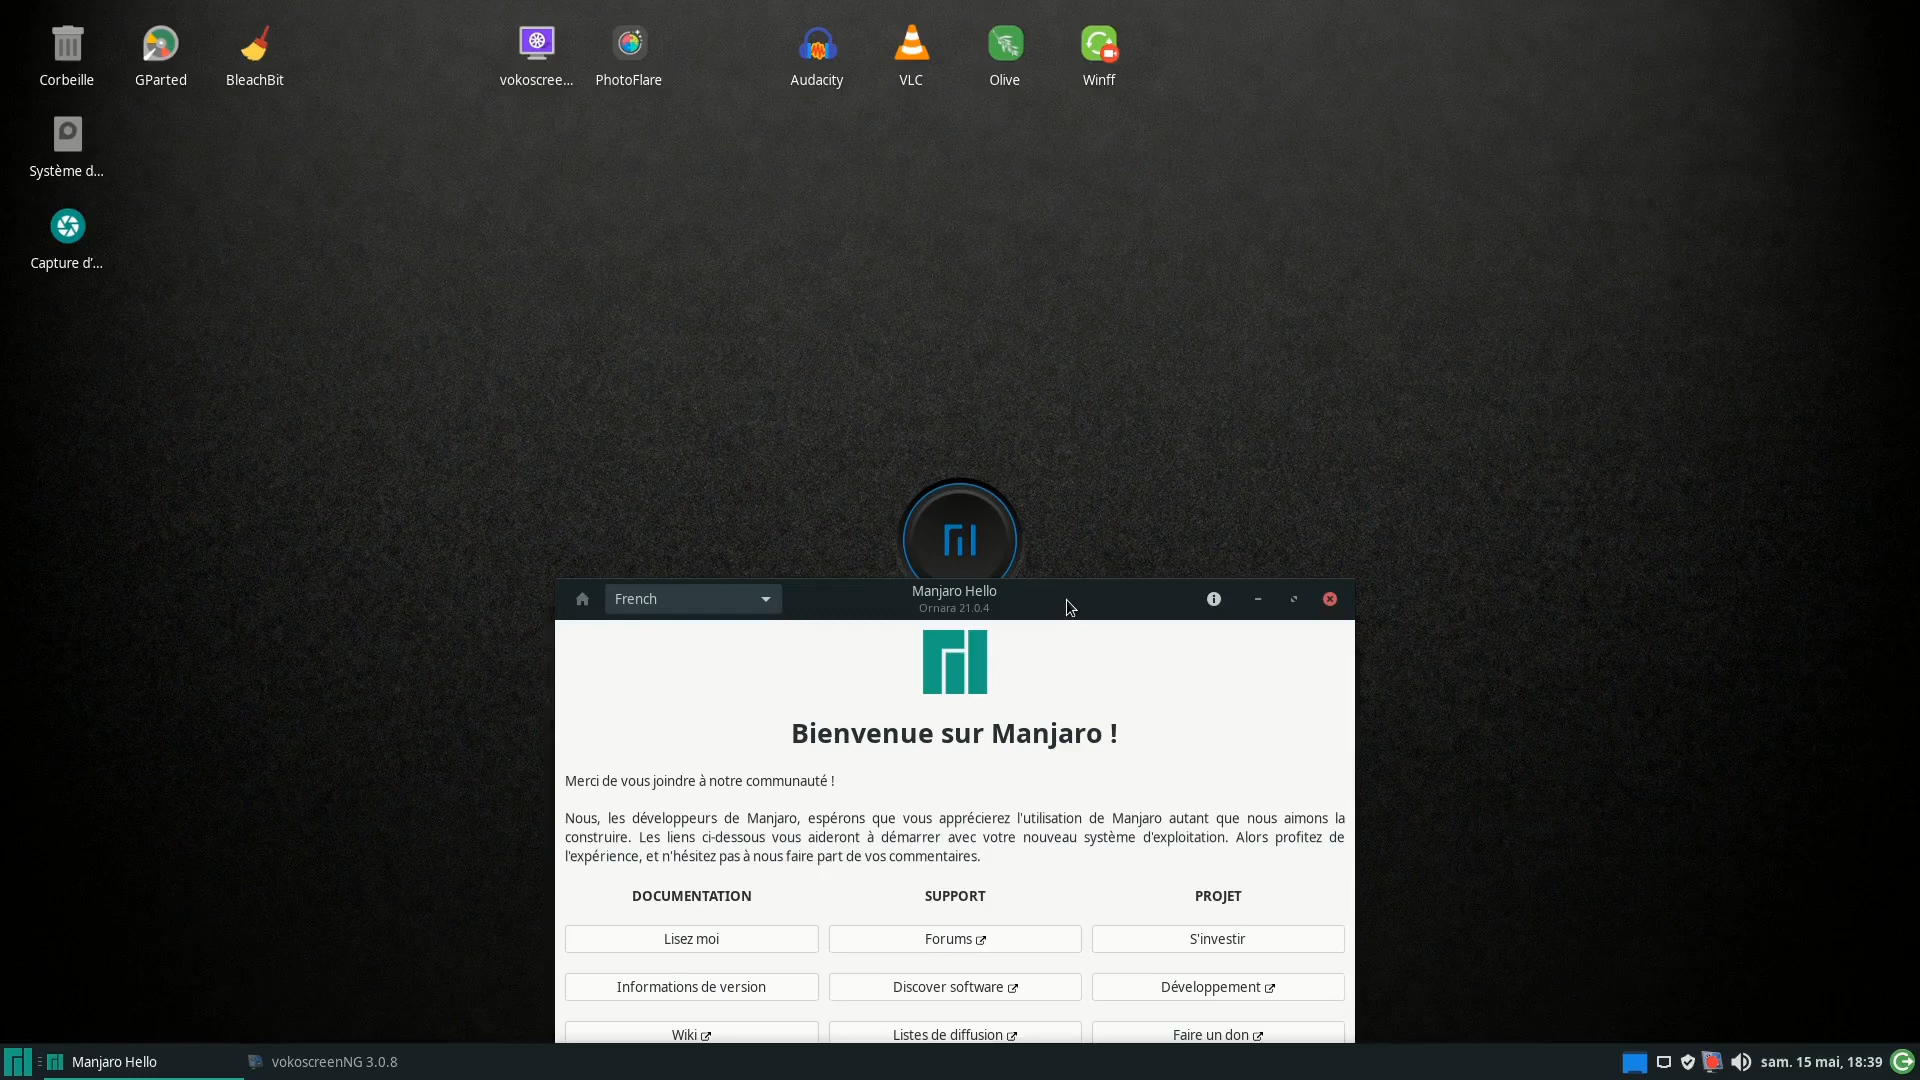 Corbeille
GParted
BleachBit
vokoscree...
PhotoFlare
Audacity
VLC
Olive
Winff
Système d...
Capture d'...
French
Manjaro Hello
Ornara 21.0.4
Bienvenue sur Manjaro !
Merci de vous joindre à notre communauté !
Nous, les développeurs de Manjaro, espérons que vous apprécierez l'utilisation de Manjaro autant que nous aimons la
construire. Les liens ci-dessous vous aideront à démarrer avec votre nouveau système d'exploitation. Alors profitez de
l'expérience, et n'hésitez pas à nous faire part de vos commentaires.
DOCUMENTATION
SUPPORT
PROJET
Lisez moi
Forums
S'investir
Informations de version
Discover software
Développement
Wiki
Listes de diffusion
Faire un don
Manjaro Hello
vokoscreenNG 3.0.8
sam. 15 mai, 18:39